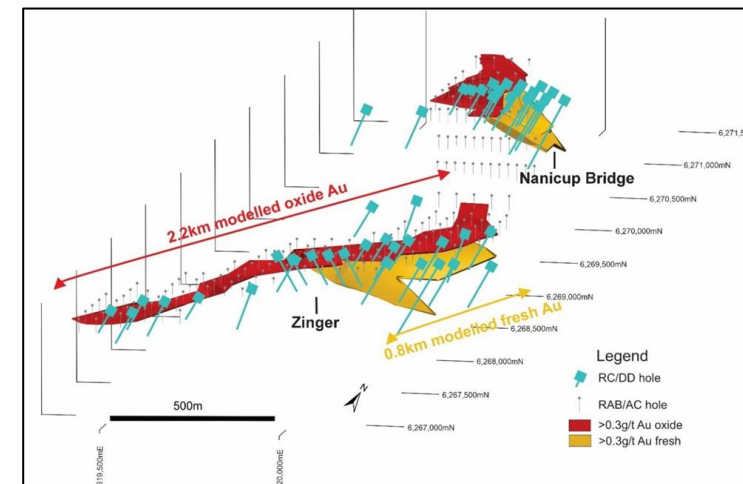 6,271,5
6,271,000mN
Nanicup Bridge
6,270,500mN
2.2km modelled oxide Au
6,270,000mN
6,269,500mN
6,269,000mN
Zinger
0.8km modelled fresh Au
6,268,500mN
6,268,000mN
Legend
RC/DD hole
6,267,500mN
RAB/AC hole
500m
N
>0.3g/t Au oxide
6,267,000mN
>0.3g/t Au fresh
619,500mE
20,000mE